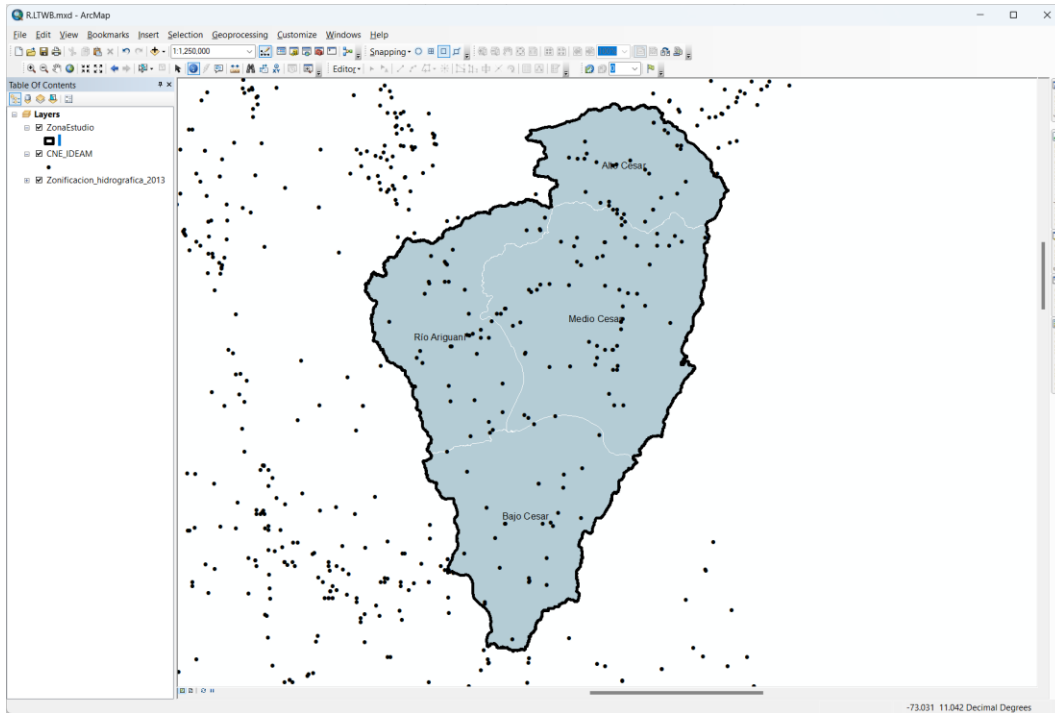 R.LTWB.mxd - ArcMap
File Edit View Bookmarks Insert Selection Geoprocessing Customize Windows Help
1:1,250,000 Snapping
Editor
Table Of Contents
Layers
ZonaEstudio
CNE_IDEAM
Zonificacion_hidrografica_2013
Alto Cesar
Medio Cesar
Río Ariguaní
Bajo Cesar
-73.031 11.042 Decimal Degrees